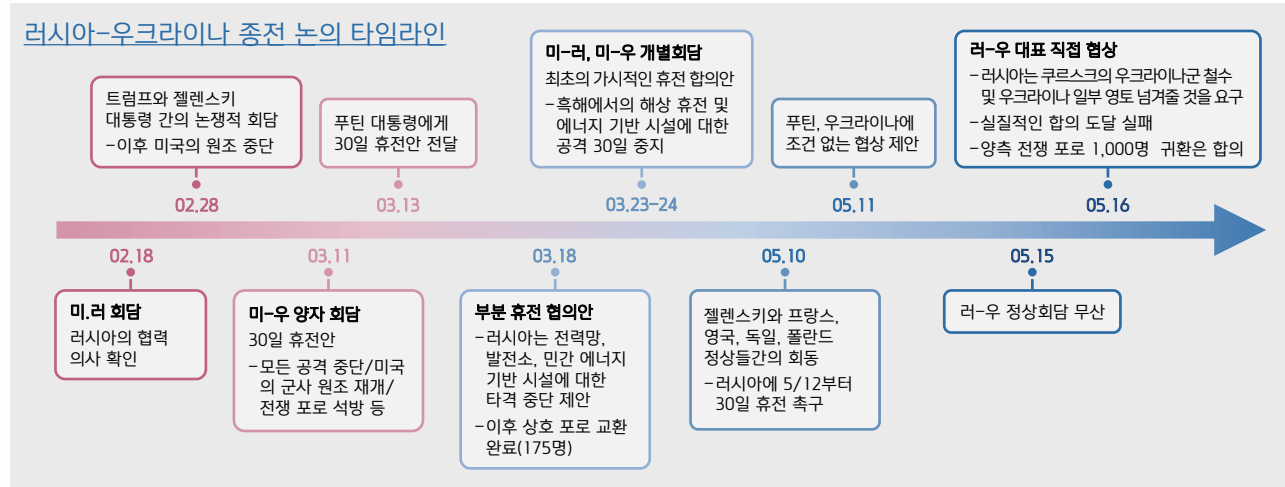 러시아-우크라이나 종전 논의 타임라인
트럼프와 젤렌스키
대통령 간의 논쟁적 회담
-이후 미국의 원조 중단
02.28
푸틴 대통령에게
30일 휴전안 전달
03.13
미-러, 미-우 개별회담
최초의 가시적인 휴전 합의안
-흑해에서의 해상 휴전 및
에너지 기반 시설에 대한
공격 30일 중지
03.23-24
푸틴, 우크라이나에
조건 없는 협상 제안
05.11
러-우 대표 직접 협상
-러시아는 쿠르스크의 우크라이나군 철수
및 우크라이나 일부 영토 넘겨줄 것을 요구
-실질적인 합의 도달 실패
-양측 전쟁 포로 1,000명 귀환은 합의
05.16
02.18
미.러 회담
러시아의 협력
의사 확인
03.11
미-우 양자 회담
30일 휴전안
-모든 공격 중단/미국
의 군사 원조 재개/
전쟁 포로 석방 등
03.18
부분 휴전 협의안
-러시아는 전력망,
발전소, 민간 에너지
기반 시설에 대한
타격 중단 제안
-이후 상호 포로 교환
완료(175명)
05.10
젤렌스키와 프랑스,
영국, 독일, 폴란드
정상들간의 회동
-러시아에 5/12부터
30일 휴전 촉구
05.15
러-우 정상회담 무산